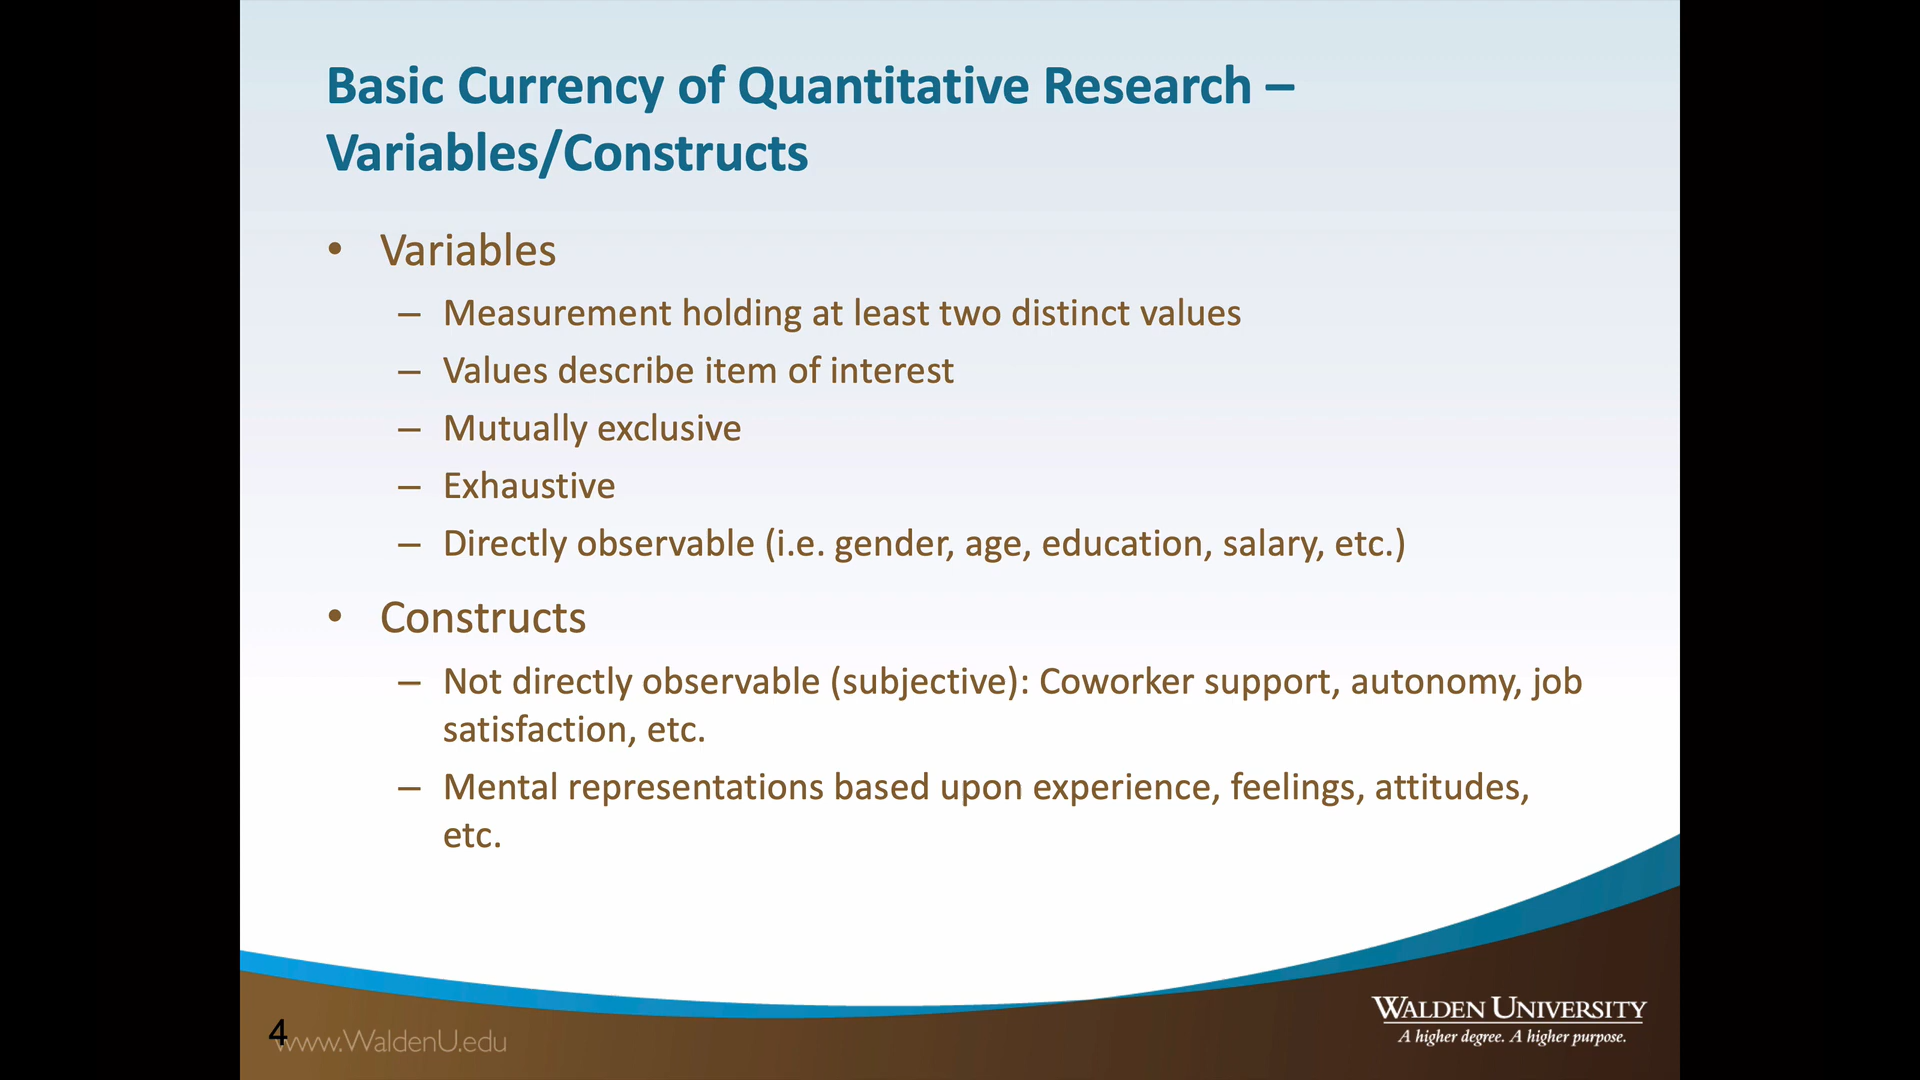 Basic Currency of Quantitative Research –
Variables/Constructs
• Variables
– Measurement holding at least two distinct values
– Values describe item of interest
– Mutually exclusive
– Exhaustive
– Directly observable (i.e. gender, age, education, salary, etc.)
• Constructs
– Not directly observable (subjective): Coworker support, autonomy, job
satisfaction, etc.
– Mental representations based upon experience, feelings, attitudes,
etc.
4
www.WaldenU.edu
WALDEN UNIVERSITY
A higher degree. A higher purpose.